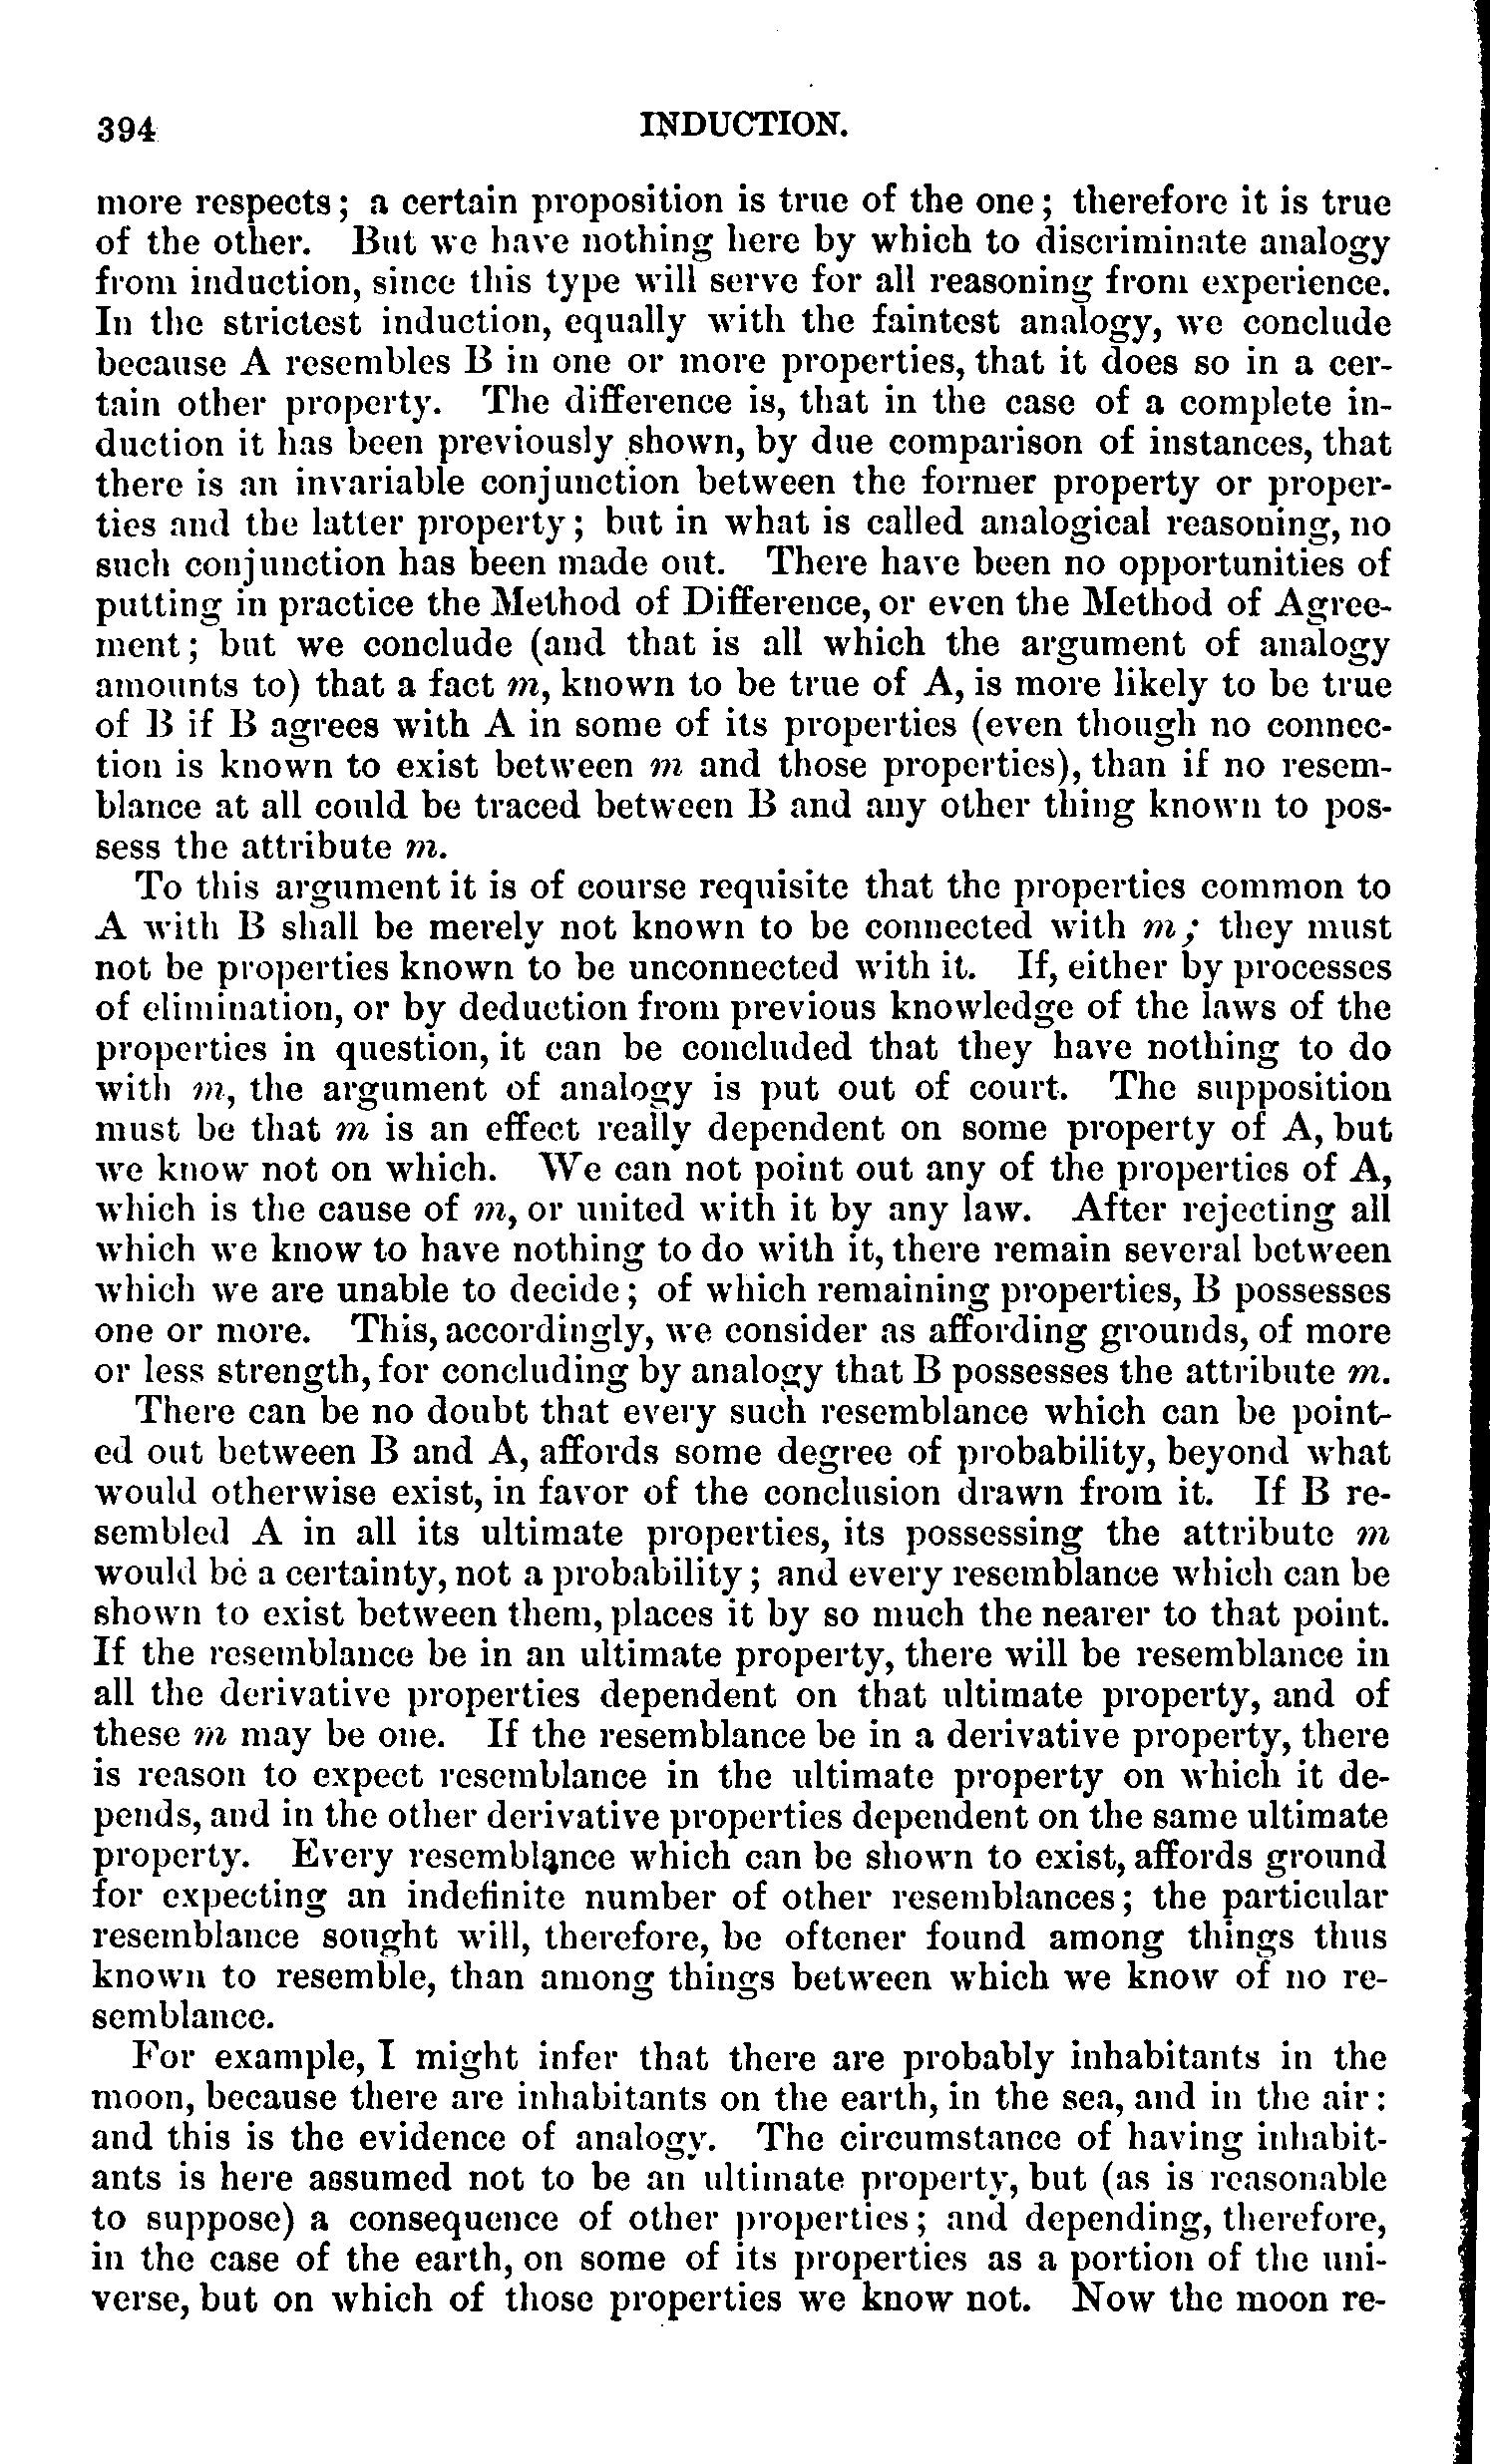 394 INDUCTION.
more respects; a certain proposition is true of the one; therefore it is true
of the other. But we have nothing here by which to discriminate analogy
from induction, since this type will serve for all reasoning from experience.
In the strictest induction, equally with the faintest analogy, we conclude
because A resembles B in one or more properties, that it does so in a cer-
tain other property. The difference is, that in the case of a complete in-
duction it has been previously shown, by due comparison of instances, that
there is an invariable conjunction between the former property or proper-
ties and the latter property; but in what is called analogical reasoning, no
such conjunction has been made out. There have been no opportunities of
putting in practice the Method of Difference, or even the Method of Agree-
ment; but we conclude (and that is all which the argument of analogy
amounts to) that a fact m, known to be true of A, is more likely to be true
of B if B agrees with A in some of its properties (even though no connec-
tion is known to exist between m and those properties), than if no resem-
blance at all could be traced between B and any other thing known to pos-
sess the attribute m.
To this argument it is of course requisite that the properties common to
A with B shall be merely not known to be connected with m; they must
not be properties known to be unconnected with it. If, either by processes
of elimination, or by deduction from previous knowledge of the laws of the
properties in question, it can be concluded that they have nothing to do
with m, the argument of analogy is put out of court. The supposition
must be that m is an effect really dependent on some property of A, but
we know not on which. We can not point out any of the properties of A,
which is the cause of m, or united with it by any law. After rejecting all
which we know to have nothing to do with it, there remain several between
which we are unable to decide; of which remaining properties, B possesses
one or more. This, accordingly, we consider as affording grounds, of more
or less strength, for concluding by analogy that B possesses the attribute m.
There can be no doubt that every such resemblance which can be point-
ed out between B and A, affords some degree of probability, beyond what
would otherwise exist, in favor of the conclusion drawn from it. If B re-
sembled A in all its ultimate properties, its possessing the attribute m
would be a certainty, not a probability; and every resemblance which can be
shown to exist between them, places it by so much the nearer to that point.
If the resemblance be in an ultimate property, there will be resemblance in
all the derivative properties dependent on that ultimate property, and of
these m may be one. If the resemblance be in a derivative property, there
is reason to expect resemblance in the ultimate property on which it de-
pends, and in the other derivative properties dependent on the same ultimate
property. Every resemblance which can be shown to exist, affords ground
for expecting an indefinite number of other resemblances; the particular
resemblance sought will, therefore, be oftener found among things thus
known to resemble, than among things between which we know of no re-
semblance.
For example, I might infer that there are probably inhabitants in the
moon, because there are inhabitants on the earth, in the sea, and in the air:
and this is the evidence of analogy. The circumstance of having inhabit-
ants is here assumed not to be an ultimate property, but (as is reasonable
to suppose) a consequence of other properties; and depending, therefore,
in the case of the earth, on some of its properties as a portion of the uni-
verse, but on which of those properties we know not. Now the moon re-